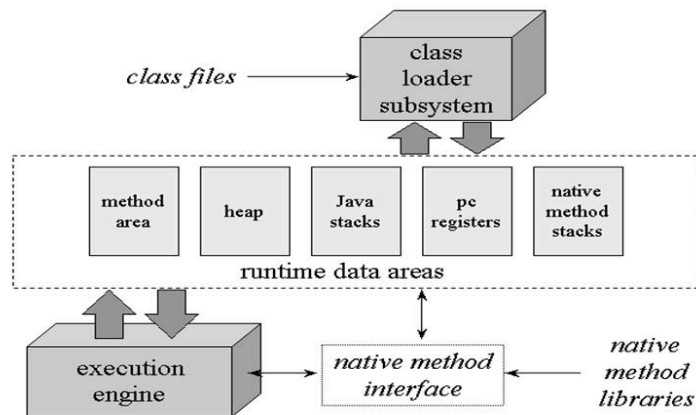 class
loader
subsystem
class files
method
area
heap
Java
stacks
pc
registers
native
method
stacks
runtime data areas
execution
engine
native method
interface
native
method
libraries